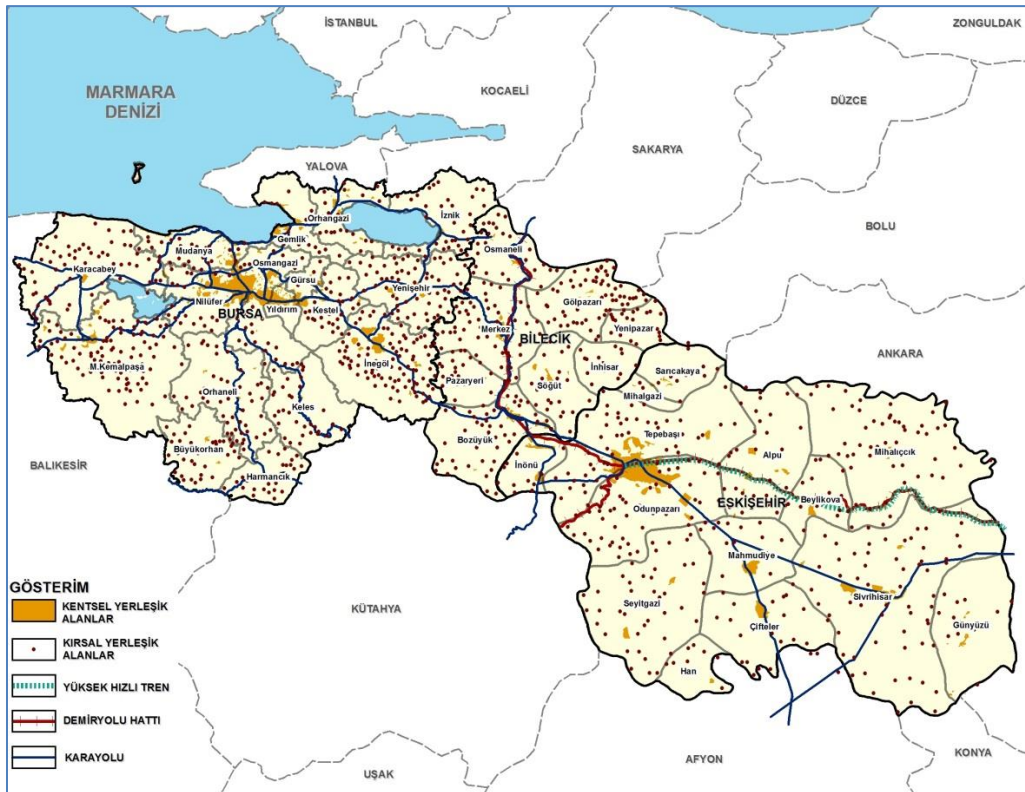 İSTANBUL
ZONGULDAK
MARMARA
DENİZİ
KOCAELİ
DÜZCE
SAKARYA
YALOVA
BOLU
Orhangazi
İznik
Gemlik
Osmaneli
Mudanya
Osmangazi
Karacabey
Gürsu
Yenişehir
Gölpazarı
Nilüfer
BURSA
Yıldırım
Kestel
Merkez
BİLECİK
Yenipazar
ANKARA
M.Kemalpaşa
İnegöl
Pazaryeri
Söğüt
İnhisar
Sarıcakaya
Mihalgazi
Orhaneli
Keles
Tepebaşı
Büyükorhan
Bozüyük
Alpu
Mihalıççık
BALIKESİR
İnönü
Harmancık
Odunpazarı
ESKİŞEHİR
Beylikova
Mahmudiye
Seyitgazi
Sivrihisar
Çifteler
Günyüzü
Han
KÜTAHYA
UŞAK
AFYON
KONYA
GÖSTERİM
KENTSEL YERLEŞİK
ALANLAR
KIRSAL YERLEŞİK
ALANLAR
YÜKSEK HIZLI TREN
DEMİRYOLU HATTI
KARAYOLU